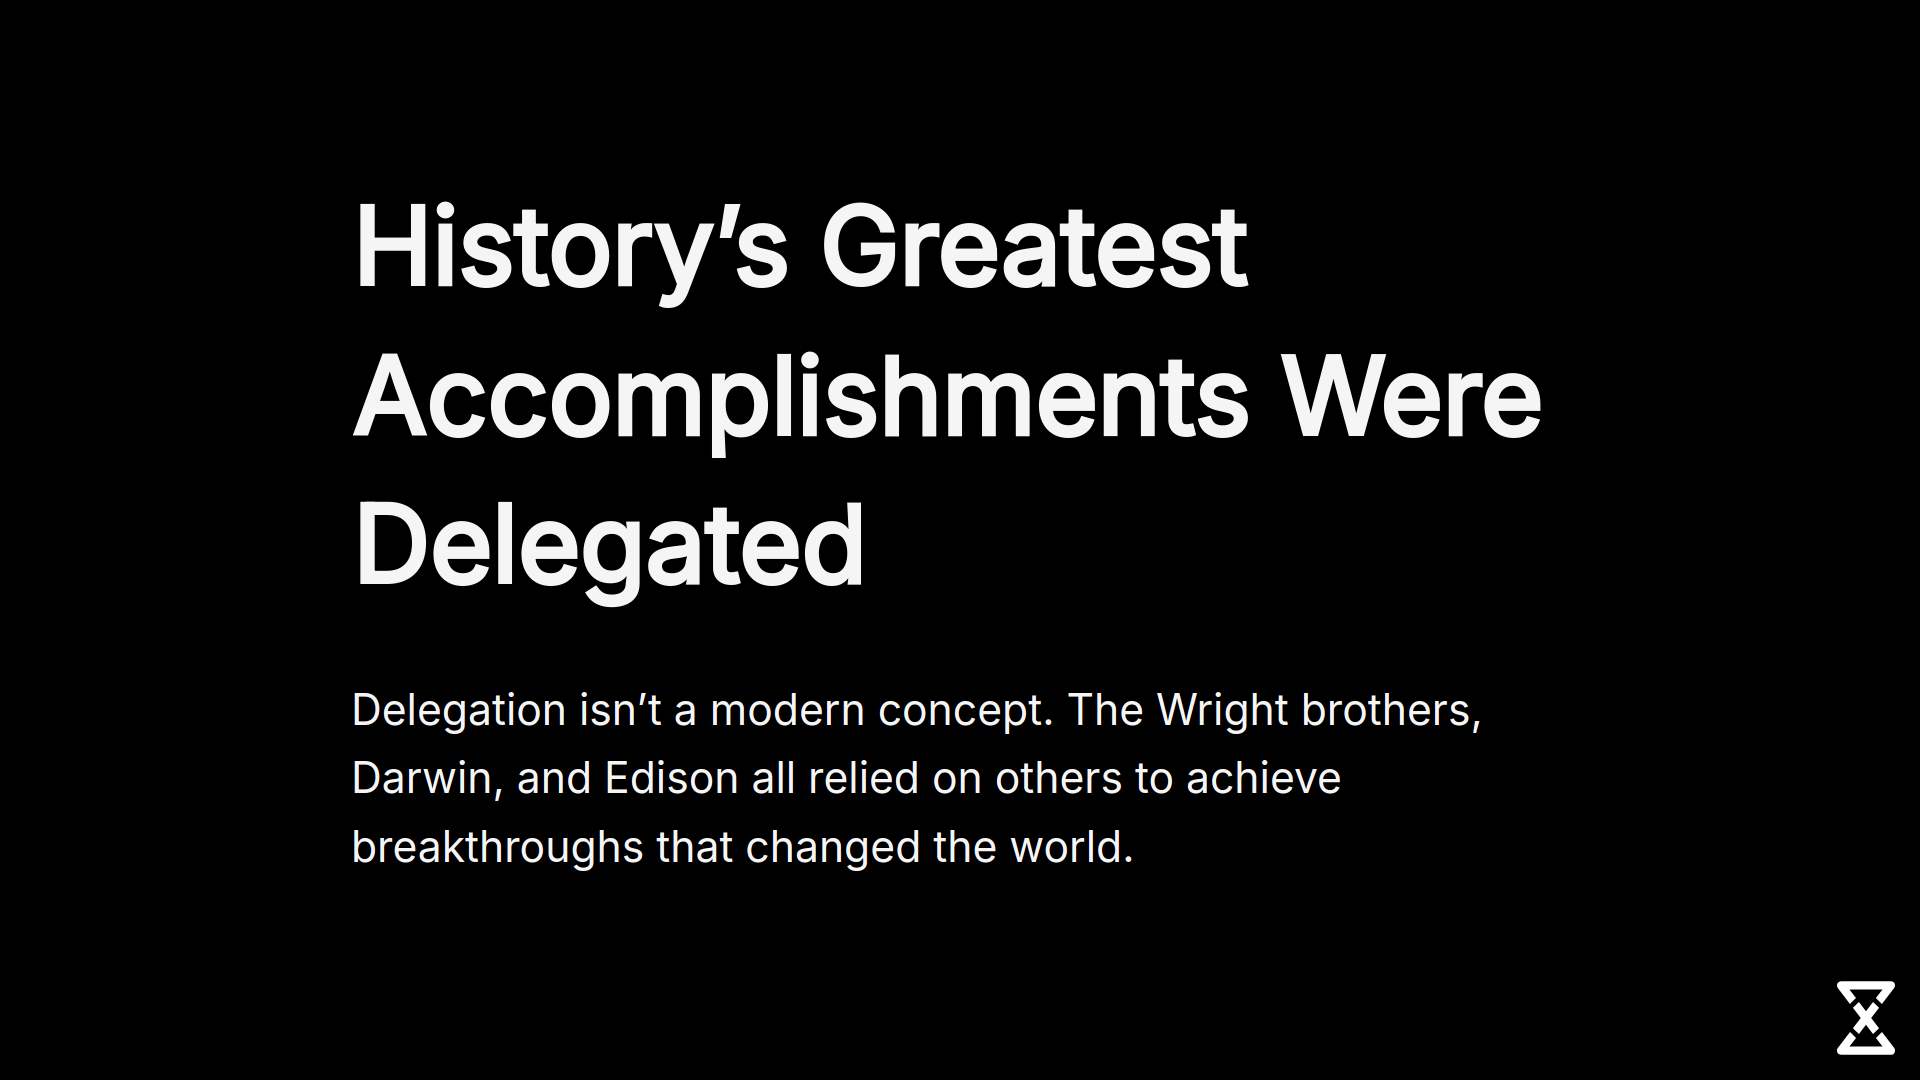 History’s Greatest
Accomplishments Were
Delegated
Delegation isn’t a modern concept. The Wright brothers,
Darwin, and Edison all relied on others to achieve
breakthroughs that changed the world.